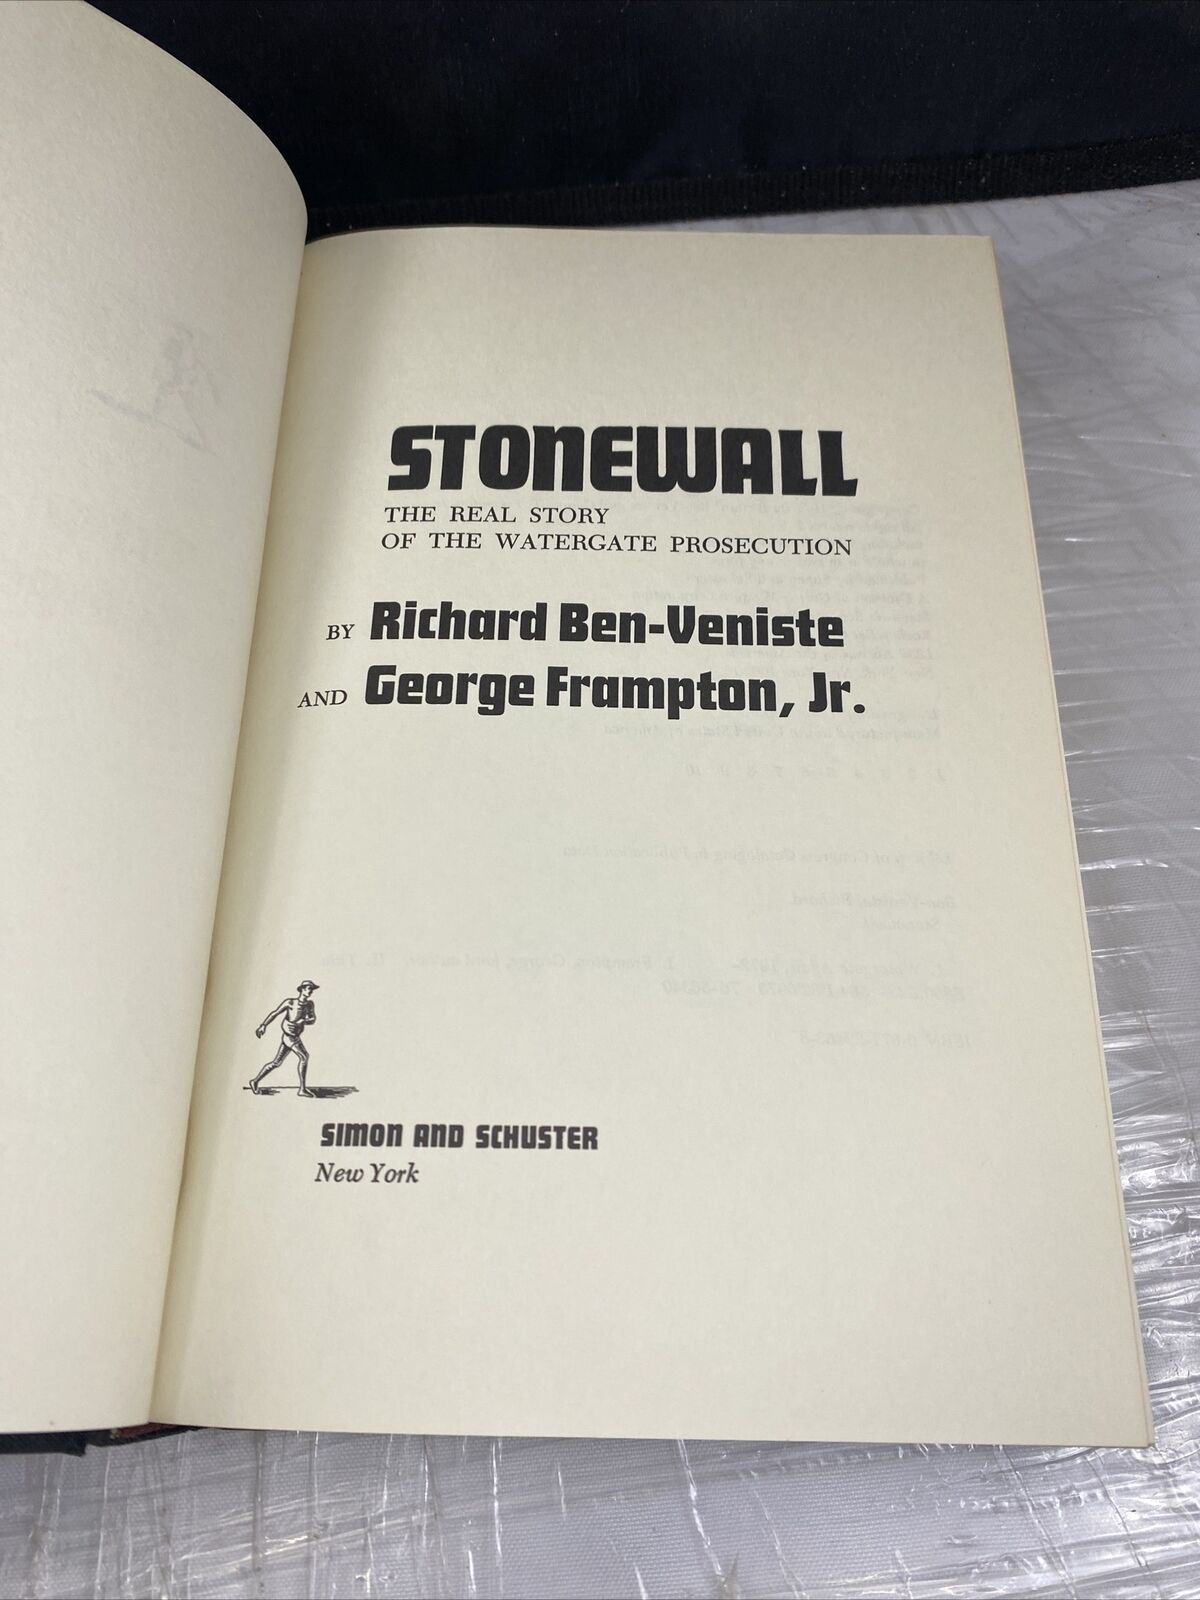 STONEWALL
THE REAL STORY
OF THE WATERGATE PROSECUTION
BY Richard Ben-Veniste
AND George Frampton, Jr.
SIMON AND SCHUSTER
New York